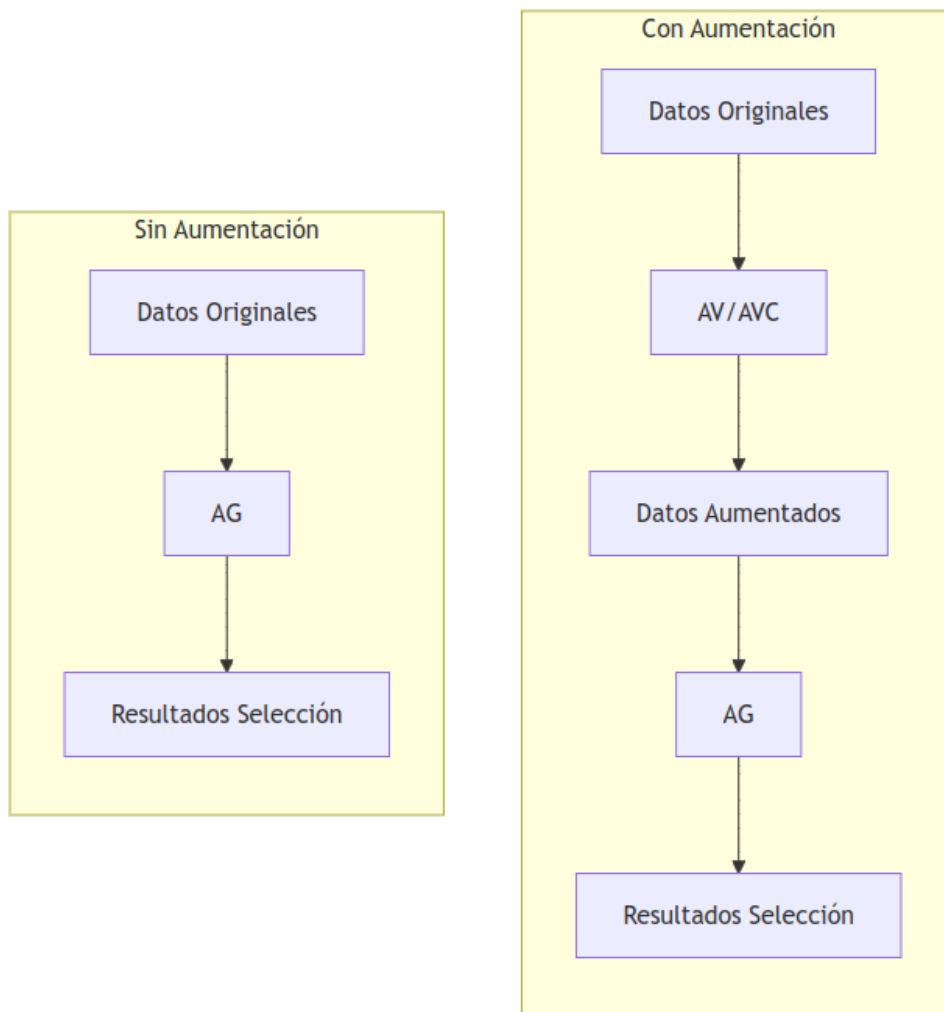 Sin Aumentación
Datos Originales
AG
Resultados Selección
Con Aumentación
Datos Originales
AV/AVC
Datos Aumentados
AG
Resultados Selección